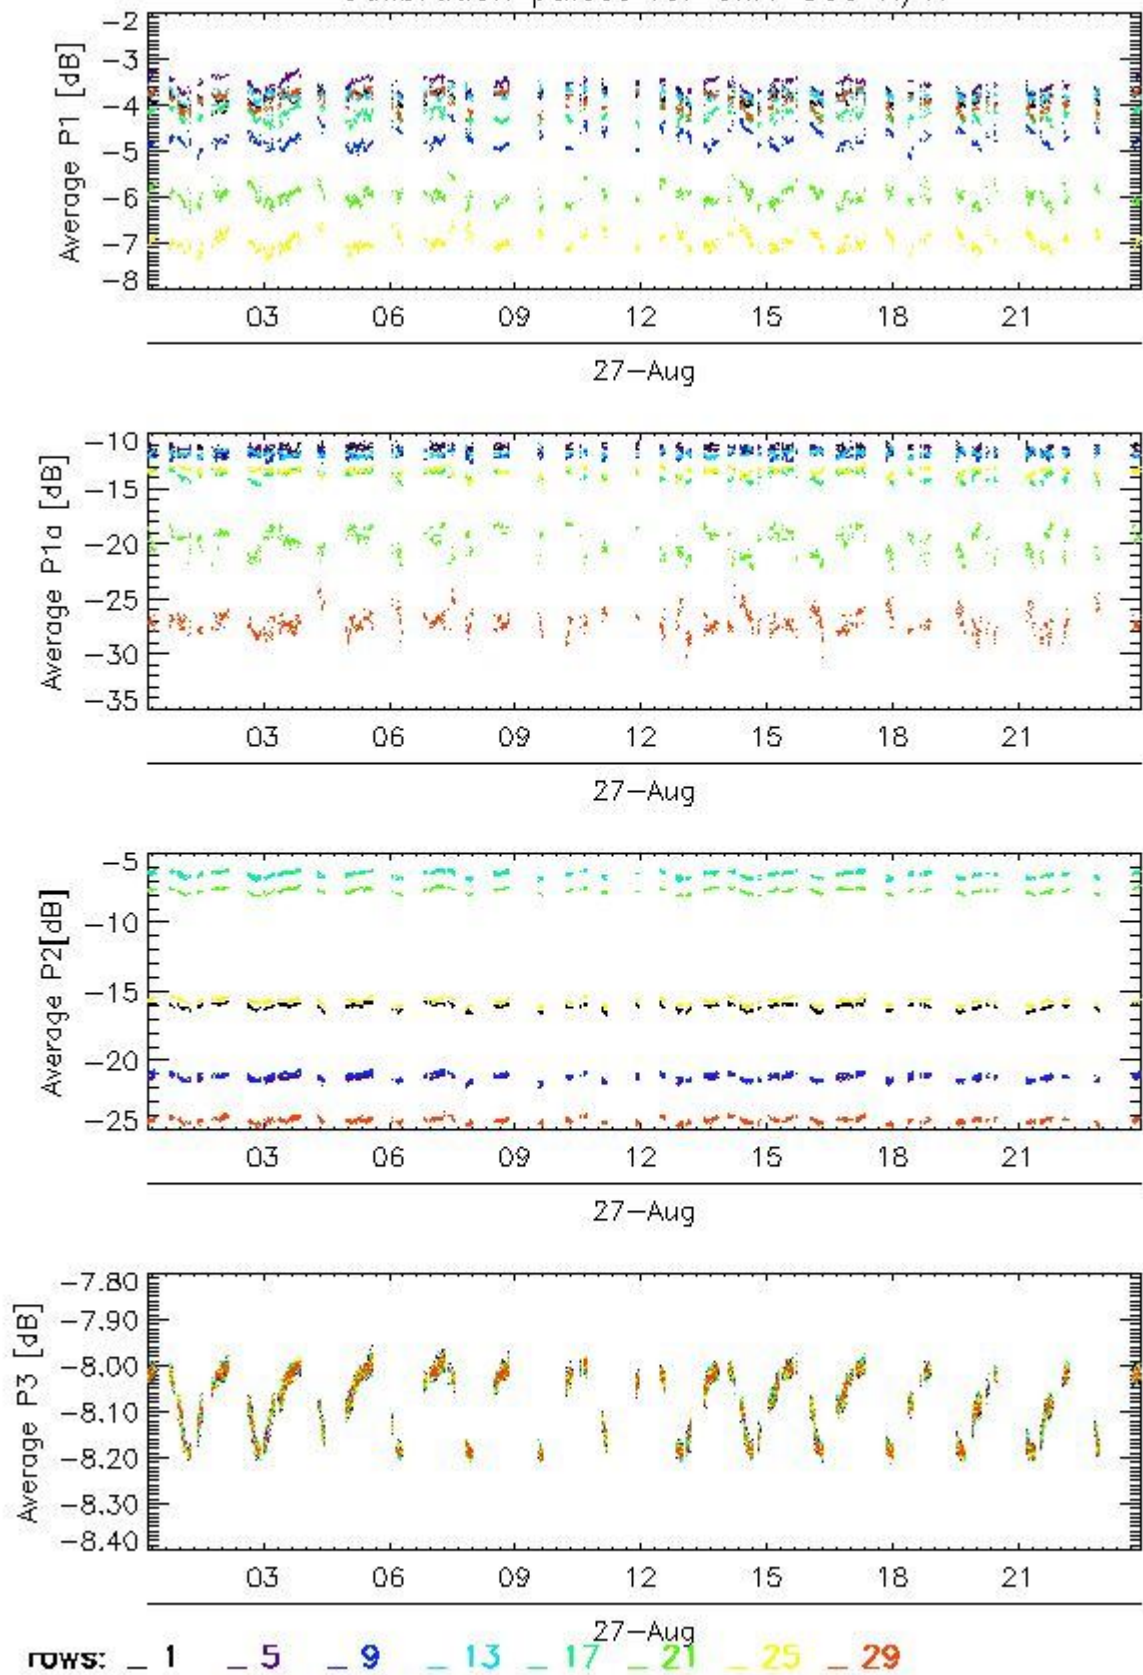 −2
−3
−4
−5
−6
−7
−8
Average P1 [dB]
03 06 09 12 15 18 21
27−Aug
−10
−15
−20
−25
−30
−35
Average P1a [dB]
03 06 09 12 15 18 21
27−Aug
−5
−10
−15
−20
−25
Average P2[dB]
03 06 09 12 15 18 21
27−Aug
−7.80
−7.90
−8.00
−8.10
−8.20
−8.30
−8.40
Average P3 [dB]
03 06 09 12 15 18 21
27−Aug
rows: _ 1 _ 5 _ 9 _ 13 _ 17 _ 21 _ 25 _ 29